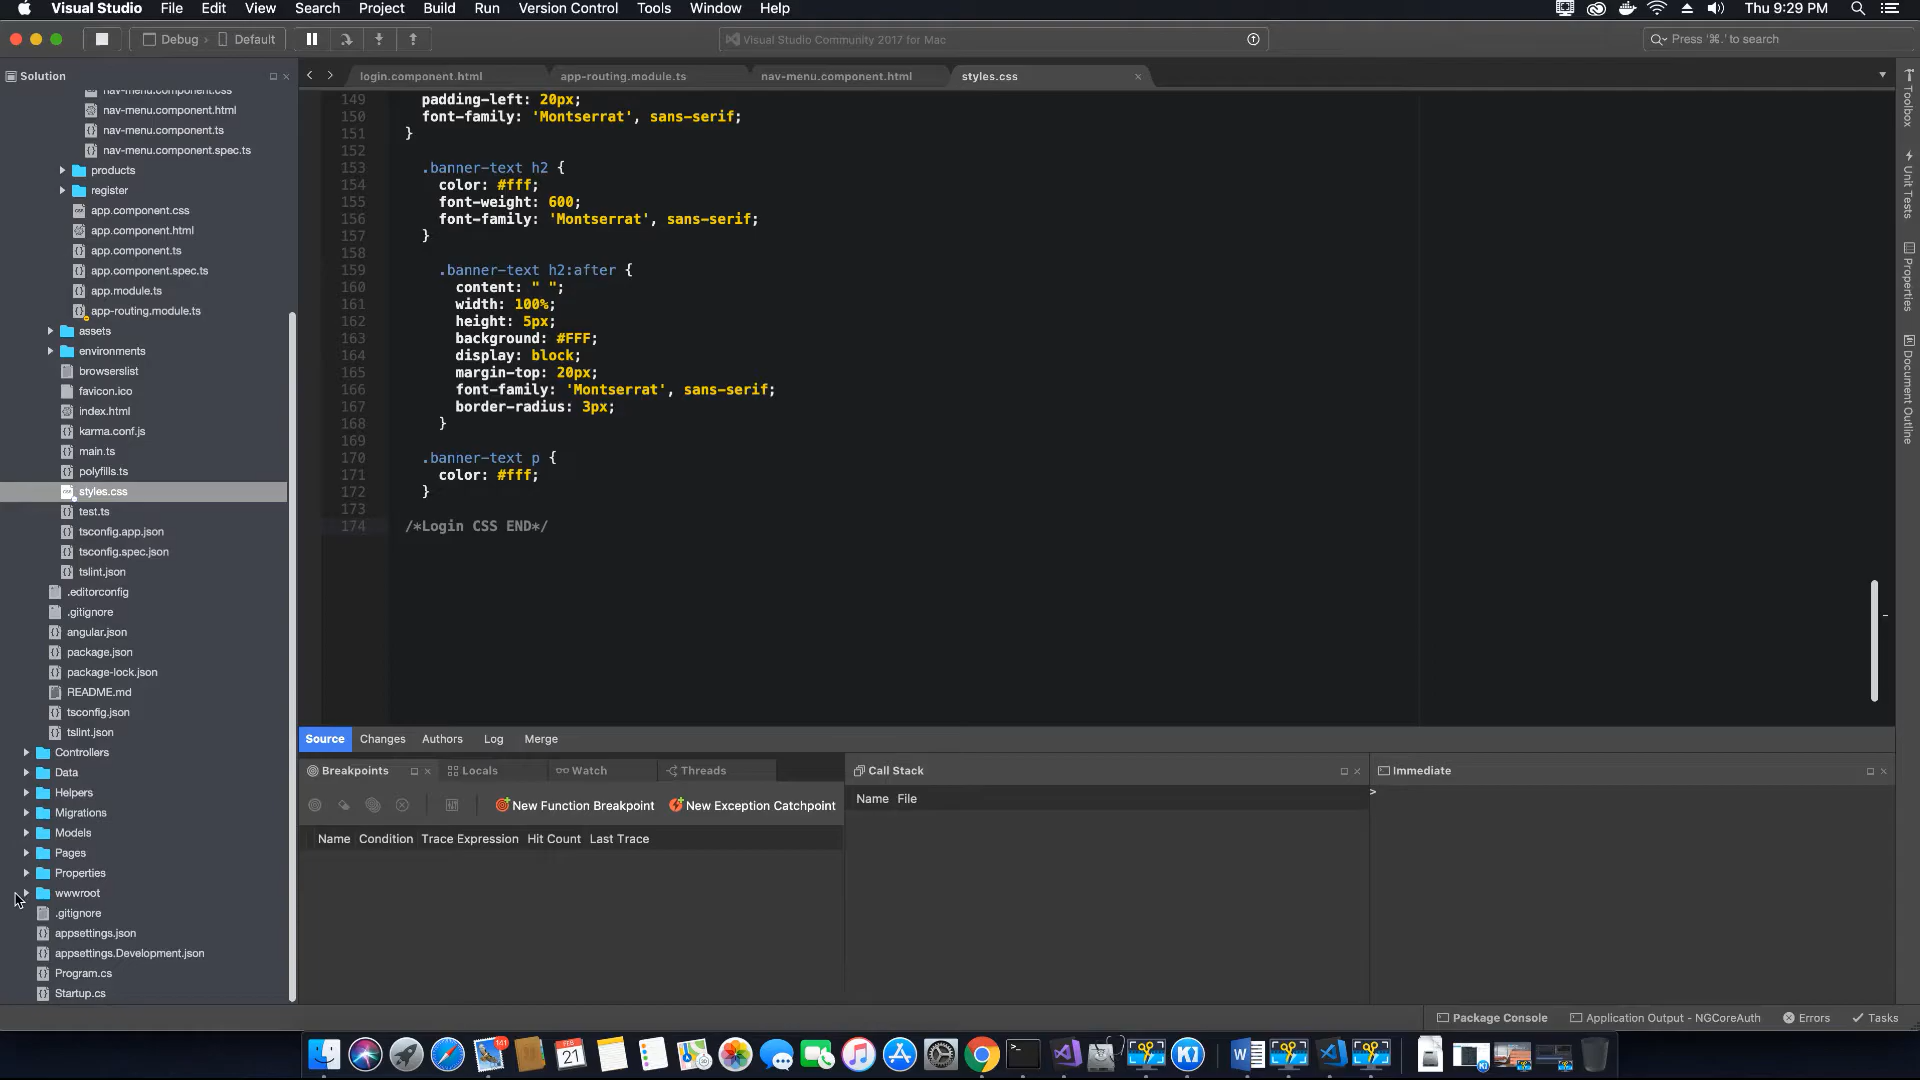 Visual Studio File Edit View Search Project Build Run Version Control Tools Window Help Thu 9:29 PM
Debug Default Visual Studio Community 2017 for Mac Press '⌘.' to search
Solution
nav-menu.component.css
nav-menu.component.html
nav-menu.component.ts
nav-menu.component.spec.ts
products
register
app.component.css
app.component.html
app.component.ts
app.component.spec.ts
app.module.ts
app-routing.module.ts
assets
environments
browserslist
favicon.ico
index.html
karma.conf.js
main.ts
polyfills.ts
styles.css
test.ts
tsconfig.app.json
tsconfig.spec.json
tslint.json
.editorconfig
.gitignore
angular.json
package.json
package-lock.json
README.md
tsconfig.json
tslint.json
Controllers
Data
Helpers
Migrations
Models
Pages
Properties
wwwroot
.gitignore
appsettings.json
appsettings.Development.json
Program.cs
Startup.cs
login.component.html app-routing.module.ts nav-menu.component.html styles.css
149 padding-left: 20px;
150 font-family: 'Montserrat', sans-serif;
151 }
152
153 .banner-text h2 {
154 color: #fff;
155 font-weight: 600;
156 font-family: 'Montserrat', sans-serif;
157 }
158
159 .banner-text h2:after {
160 content: " ";
161 width: 100%;
162 height: 5px;
163 background: #FFF;
164 display: block;
165 margin-top: 20px;
166 font-family: 'Montserrat', sans-serif;
167 border-radius: 3px;
168 }
169
170 .banner-text p {
171 color: #fff;
172 }
173
174 /*Login CSS END*/
Source Changes Authors Log Merge
Breakpoints Locals Watch Threads
New Function Breakpoint New Exception Catchpoint
Name Condition Trace Expression Hit Count Last Trace
Call Stack
Name File
Immediate
>
Toolbox
Unit Tests
Properties
Document Outline
Package Console Application Output - NGCoreAuth Errors Tasks
FEB
21